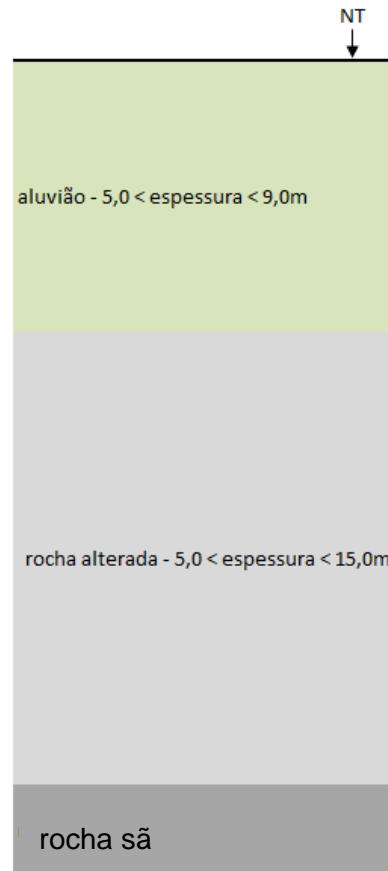 NT
aluvião - 5,0 < espessura < 9,0m
rocha alterada - 5,0 < espessura < 15,0m
rocha sã